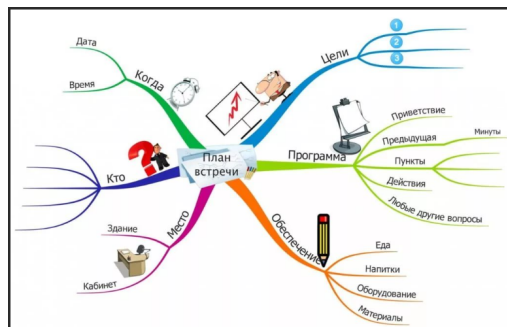 План
встречи
Когда
Дата
Время
Цели
1
2
3
Программа
Приветствие
Предыдущая
Минуты
Пункты
Действия
Любые другие вопросы
Обеспечение
Еда
Напитки
Оборудование
Материалы
Место
Здание
Кабинет
Кто